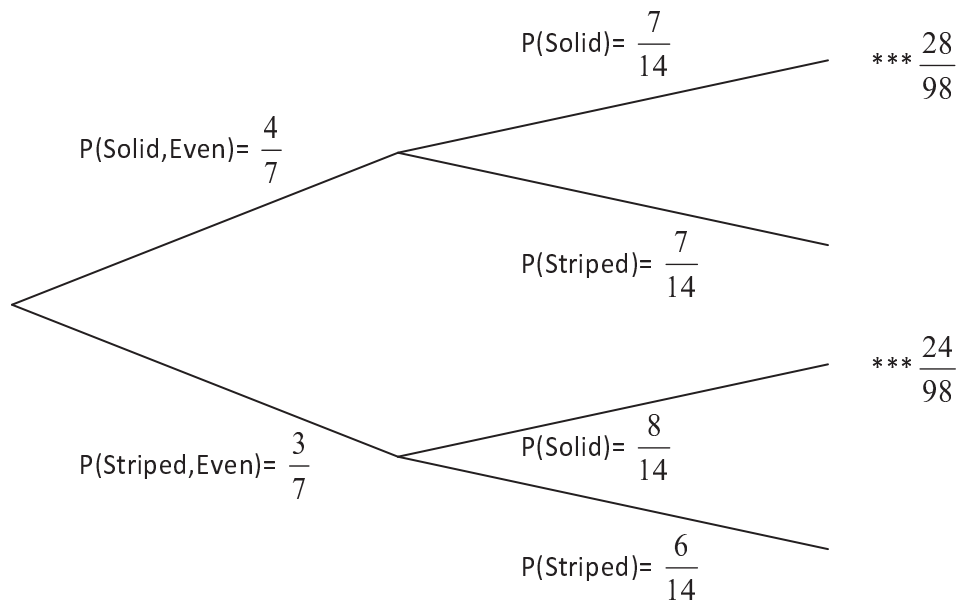 P(Solid)= 7/14
*** 28/98
P(Solid,Even)= 4/7
P(Striped)= 7/14
*** 24/98
P(Solid)= 8/14
P(Striped,Even)= 3/7
P(Striped)= 6/14